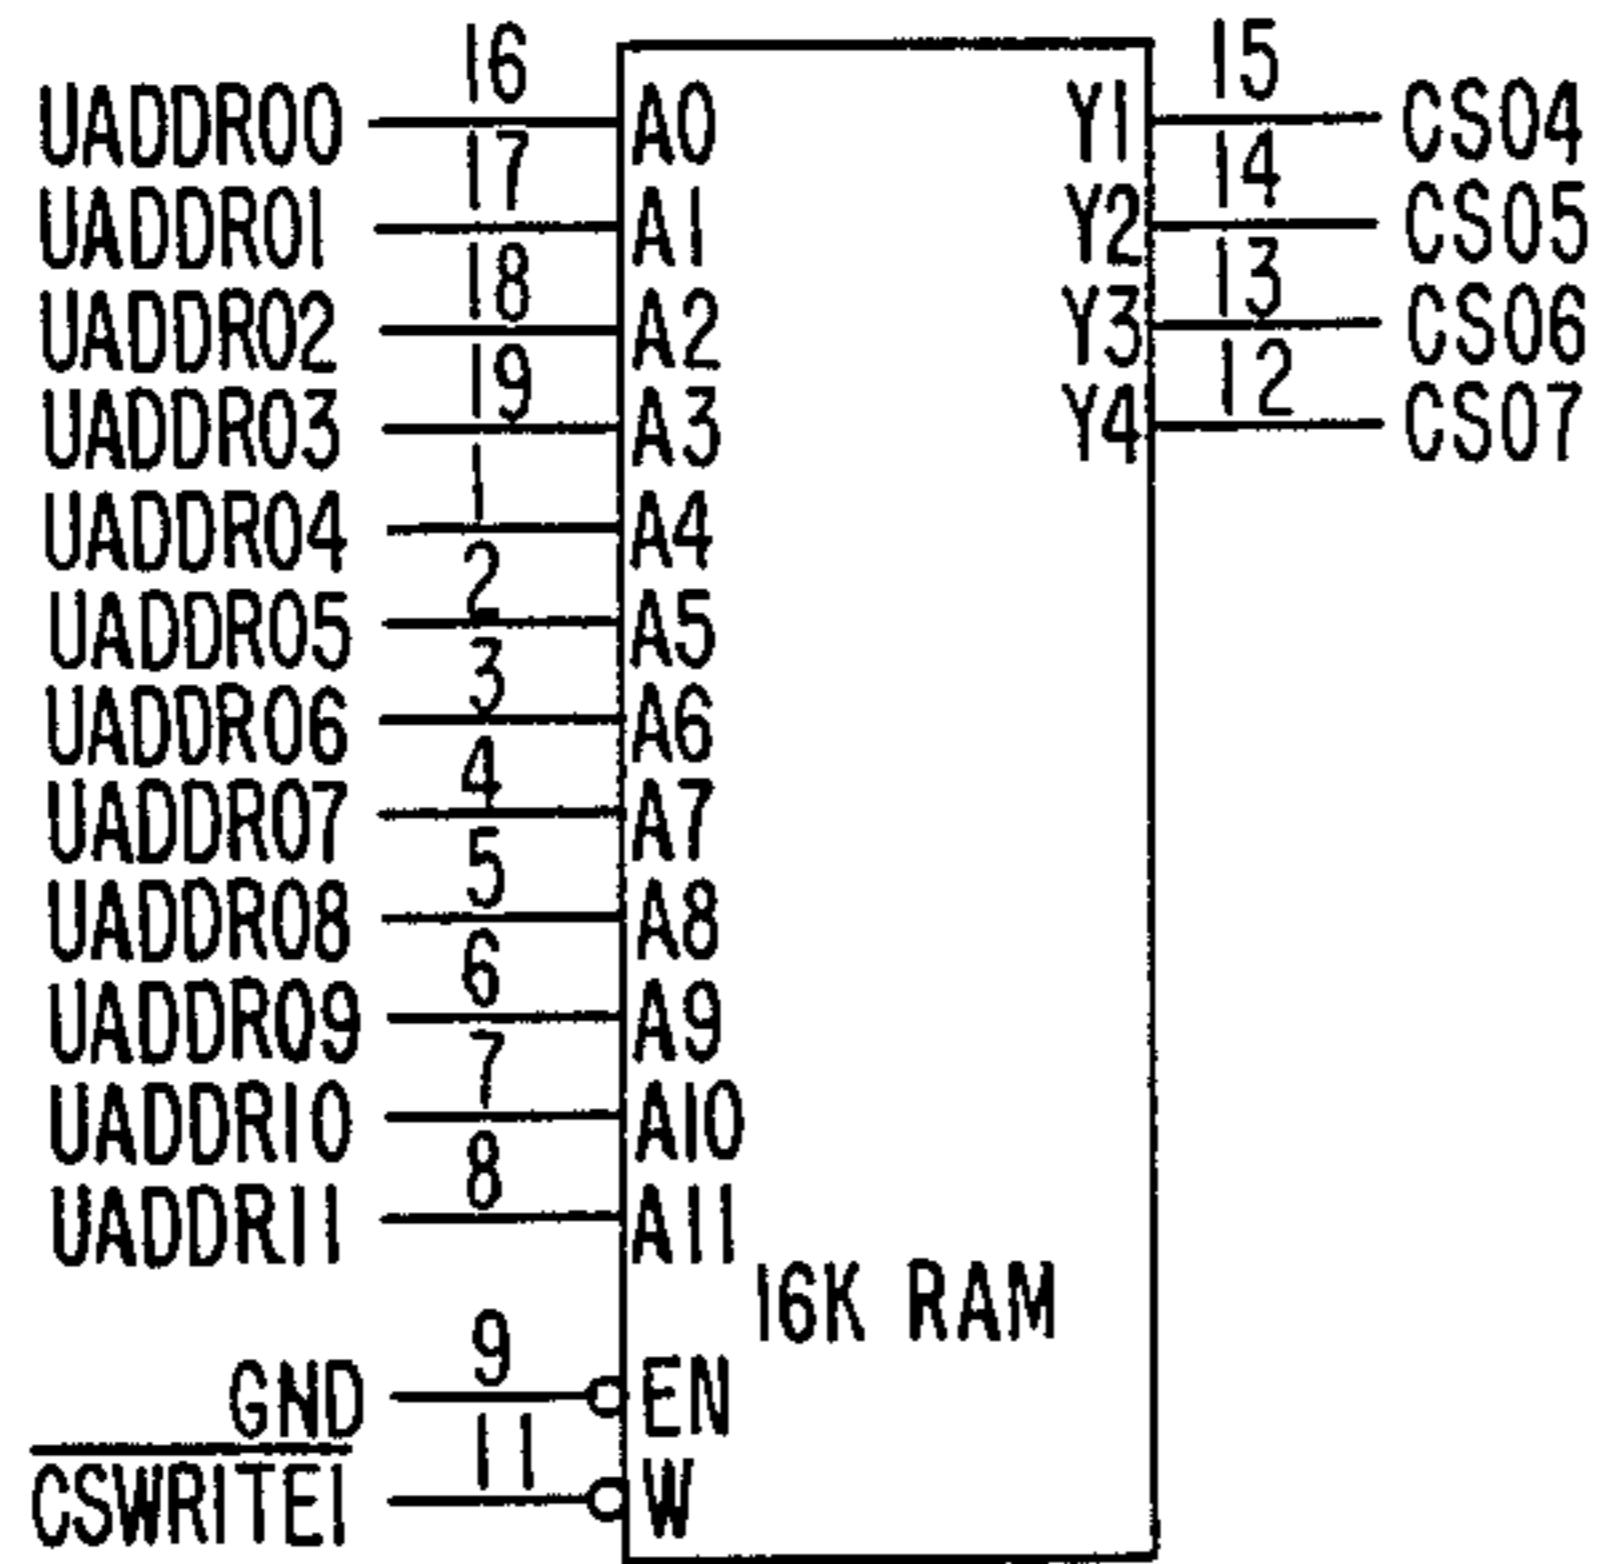 UADDR00 16 A0 Y1 15 CS04
UADDR01 17 A1 Y2 14 CS05
UADDR02 18 A2 Y3 13 CS06
UADDR03 19 A3 Y4 12 CS07
UADDR04 1 A4
UADDR05 2 A5
UADDR06 3 A6
UADDR07 4 A7
UADDR08 5 A8
UADDR09 6 A9
UADDR10 7 A10
UADDR11 8 A11
16K RAM
GND 9 EN
CSWRITE1 11 W